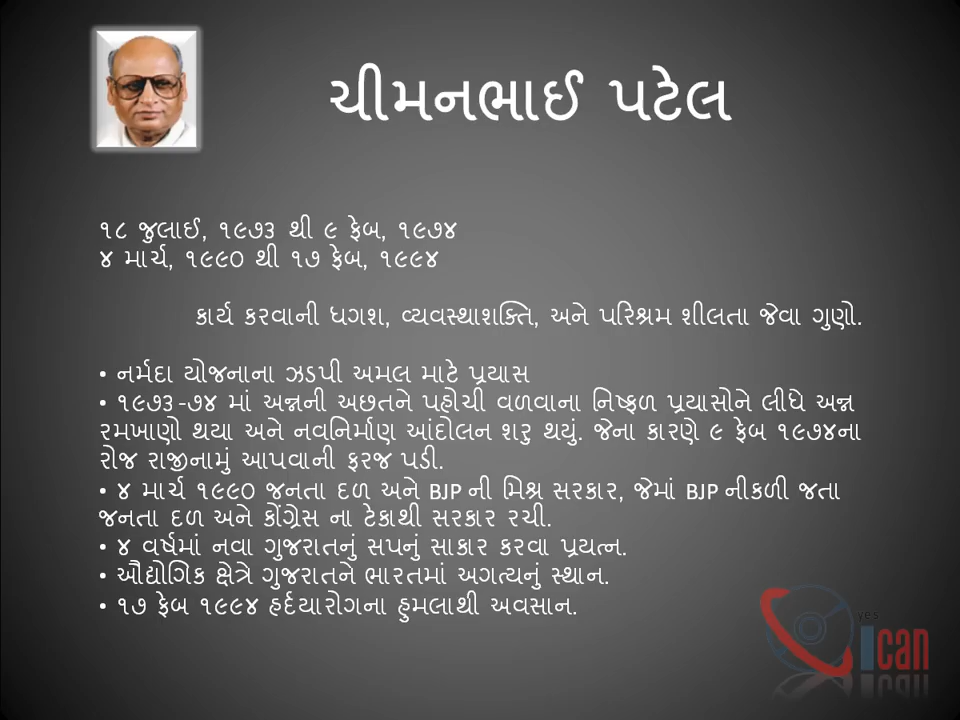 ચીમનભાઈ પટેલ
૧૮ જુલાઈ, ૧૯૭૩ થી ૯ ફેબ, ૧૯૭૪
૪ માર્ચ, ૧૯૯૦ થી ૧૭ ફેબ, ૧૯૯૪
કાર્ય કરવાની ધગશ, વ્યવસ્થાશક્તિ, અને પરિશ્રમ શીલતા જેવા ગુણો.
• નર્મદા યોજનાના ઝડપી અમલ માટે પ્રયાસ
• ૧૯૭૩-૭૪ માં અન્નની અછતને પહોચી વળવાના નિષ્ફળ પ્રયાસોને લીધે અન્ન
રમખાણો થયા અને નવનિર્માણ આંદોલન શરુ થયું. જેના કારણે ૯ ફેબ ૧૯૭૪ના
રોજ રાજીનામું આપવાની ફરજ પડી.
• ૪ માર્ચ ૧૯૯૦ જનતા દળ અને BJP ની મિશ્ર સરકાર, જેમાં BJP નીકળી જતા
જનતા દળ અને કોંગ્રેસ ના ટેકાથી સરકાર રચી.
• ૪ વર્ષમાં નવા ગુજરાતનું સપનું સાકાર કરવા પ્રયત્ન.
• ઔદ્યોગિક ક્ષેત્રે ગુજરાતને ભારતમાં અગત્યનું સ્થાન.
• ૧૭ ફેબ ૧૯૯૪ હર્દયારોગના હુમલાથી અવસાન.
yes
ican